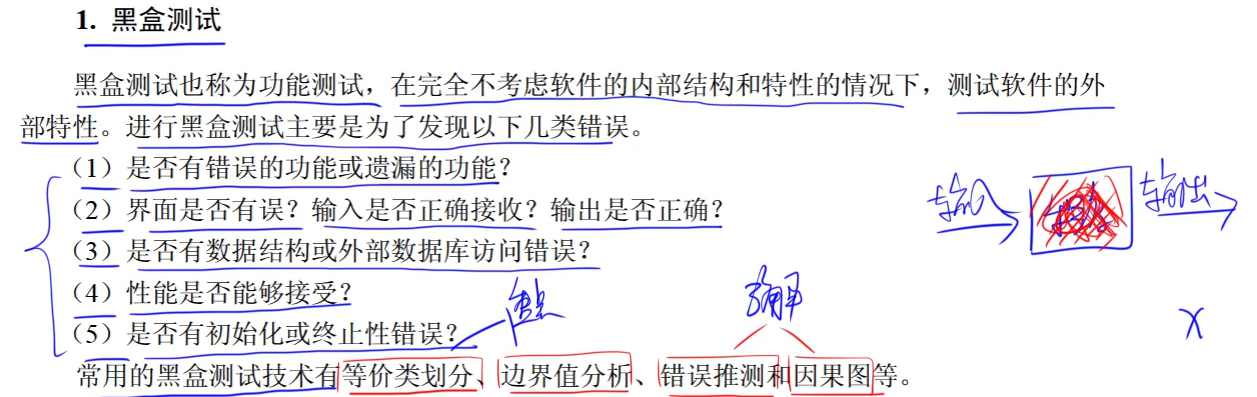 1. 黑盒测试
黑盒测试也称为功能测试，在完全不考虑软件的内部结构和特性的情况下，测试软件的外
部特性。进行黑盒测试主要是为了发现以下几类错误。
（1）是否有错误的功能或遗漏的功能？
（2）界面是否有误？输入是否正确接收？输出是否正确？
（3）是否有数据结构或外部数据库访问错误？
（4）性能是否能够接受？
（5）是否有初始化或终止性错误？
常用的黑盒测试技术有等价类划分、边界值分析、错误推测和因果图等。
输入
输出
X